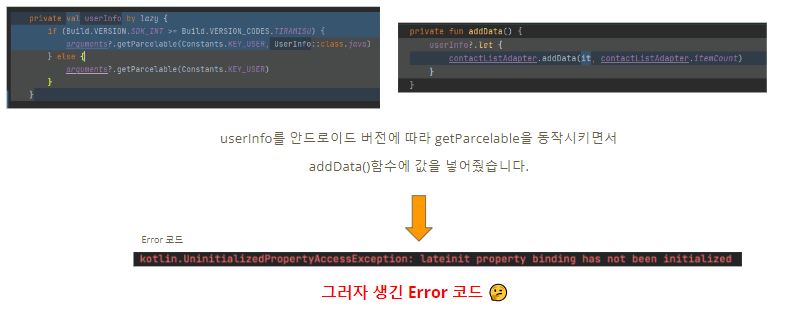 private val userInfo by lazy {
if (Build.VERSION.SDK_INT >= Build.VERSION_CODES.TIRAMISU) {
arguments?.getParcelable(Constants.KEY_USER, UserInfo::class.java)
} else {
arguments?.getParcelable(Constants.KEY_USER)
}
}
private fun addData() {
userInfo?.let {
contactListAdapter.addData(it, contactListAdapter.itemCount)
}
}
userInfo를 안드로이드 버전에 따라 getParcelable을 동작시키면서
addData()함수에 값을 넣어줬습니다.
Error 코드
kotlin.UninitializedPropertyAccessException: lateinit property binding has not been initialized
그러자 생긴 Error 코드 🤔